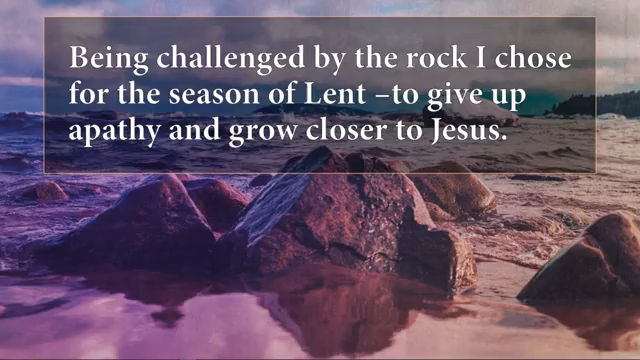 Being challenged by the rock I chose
for the season of Lent –to give up
apathy and grow closer to Jesus.